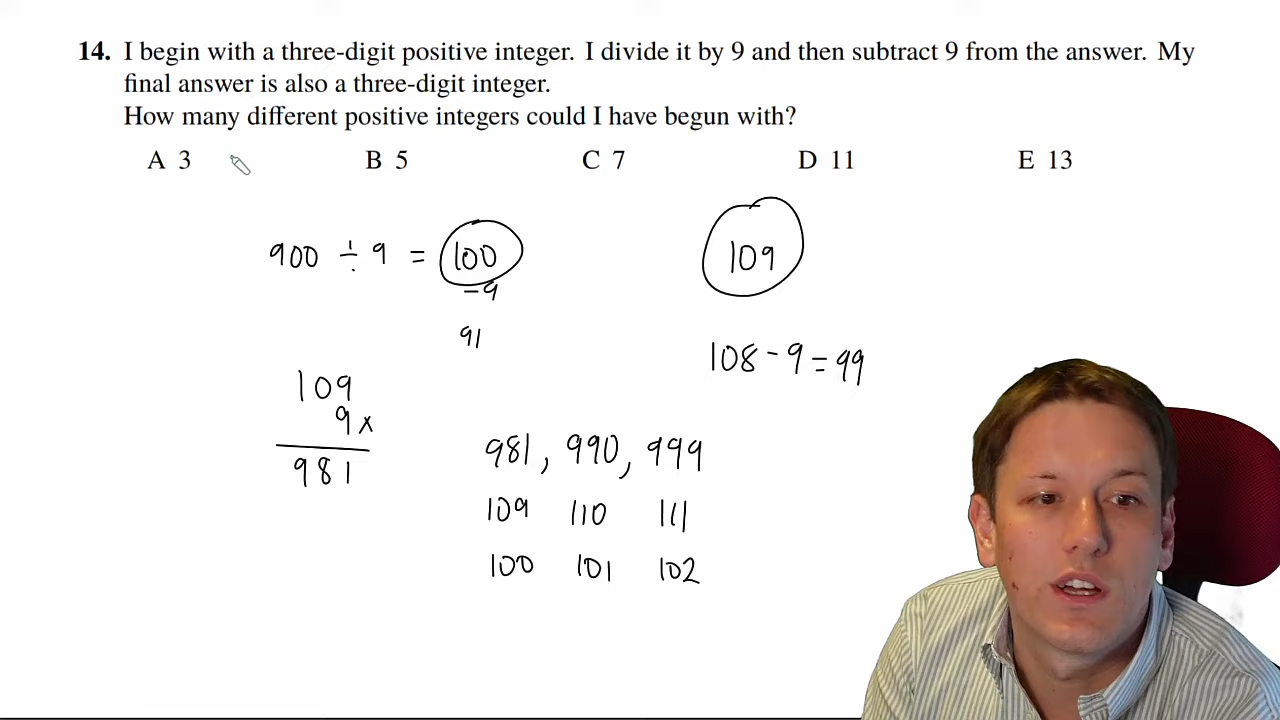 14. I begin with a three-digit positive integer. I divide it by 9 and then subtract 9 from the answer. My
final answer is also a three-digit integer.
How many different positive integers could I have begun with?
A 3 B 5 C 7 D 11 E 13
900 ÷ 9 = 100
-9
91
109
108 - 9 = 99
109
9 ×
981
981, 990, 999
109 110 111
100 101 102